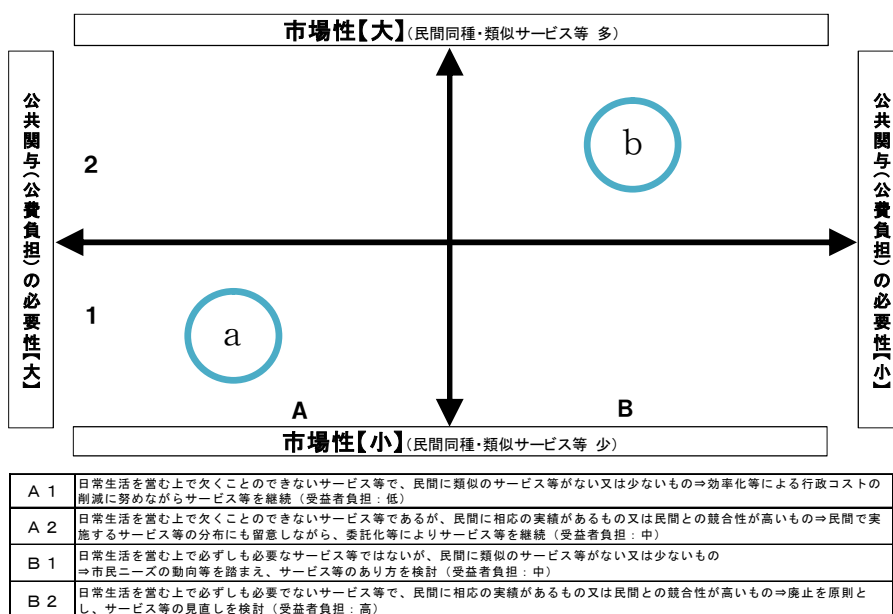 市場性【大】(民間同種・類似サービス等 多)
公共関与(公費負担)の必要性【大】
公共関与(公費負担)の必要性【小】
2
b
1
a
A
B
市場性【小】(民間同種・類似サービス等 少)
A 1 日常生活を営む上で欠くことのできないサービス等で、民間に類似のサービス等がない又は少ないもの⇒効率化等による行政コストの
削減に努めながらサービス等を継続(受益者負担:低)
A 2 日常生活を営む上で欠くことのできないサービス等であるが、民間に相応の実績があるもの又は民間との競合性が高いもの⇒民間で実
施するサービス等の分布にも留意しながら、委託化等によりサービス等を継続(受益者負担:中)
B 1 日常生活を営む上で必ずしも必要なサービス等ではないが、民間に類似のサービス等がない又は少ないもの
⇒市民ニーズの動向等を踏まえ、サービス等のあり方を検討(受益者負担:中)
B 2 日常生活を営む上で必ずしも必要でないサービス等で、民間に相応の実績があるもの又は民間との競合性が高いもの⇒廃止を原則と
し、サービス等の見直しを検討(受益者負担:高)